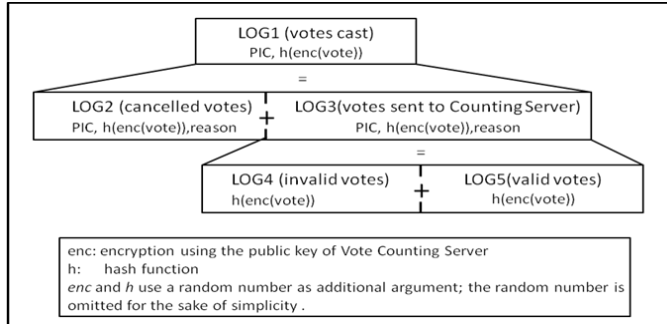 LOG1 (votes cast)
PIC, h(enc(vote))
=
LOG2 (cancelled votes) + LOG3(votes sent to Counting Server)
PIC, h(enc(vote)),reason PIC, h(enc(vote)),reason
=
LOG4 (invalid votes) + LOG5(valid votes)
h(enc(vote)) h(enc(vote))
enc: encryption using the public key of Vote Counting Server
h: hash function
enc and h use a random number as additional argument; the random number is
omitted for the sake of simplicity .